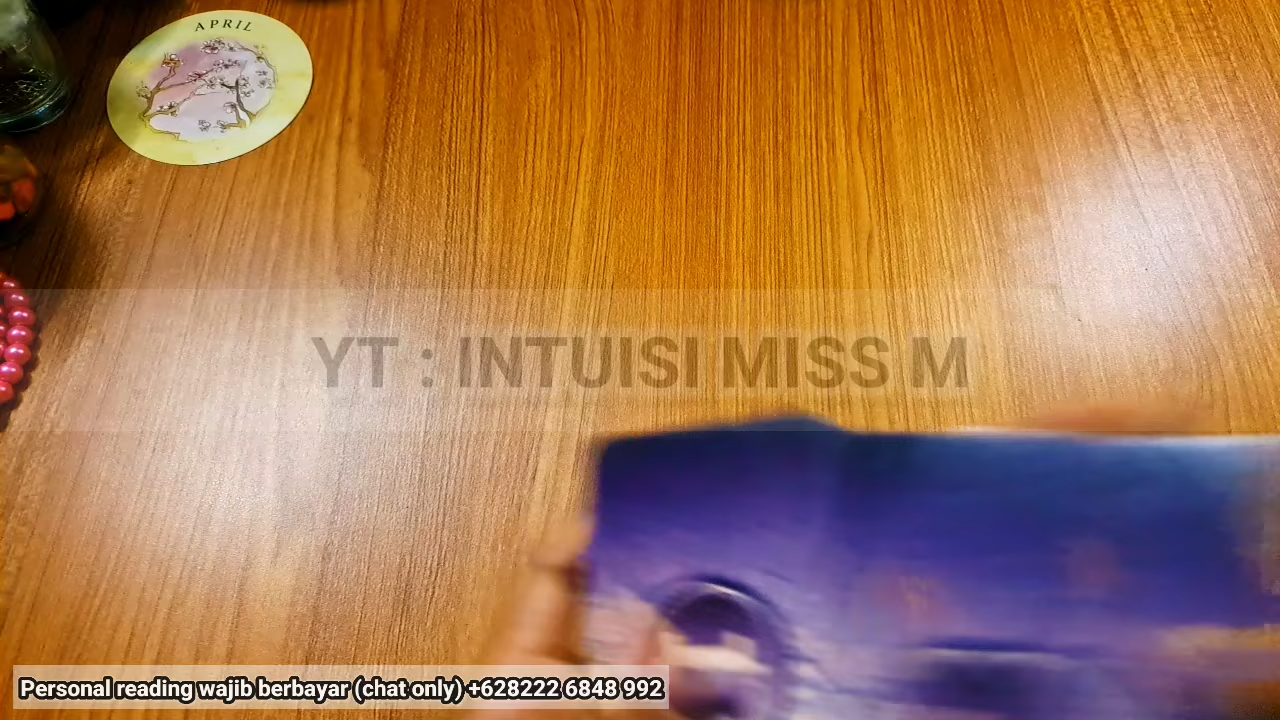 APRIL
YT : INTUISI MISS M
Personal reading wajib berbayar (chat only) +628222 6848 992